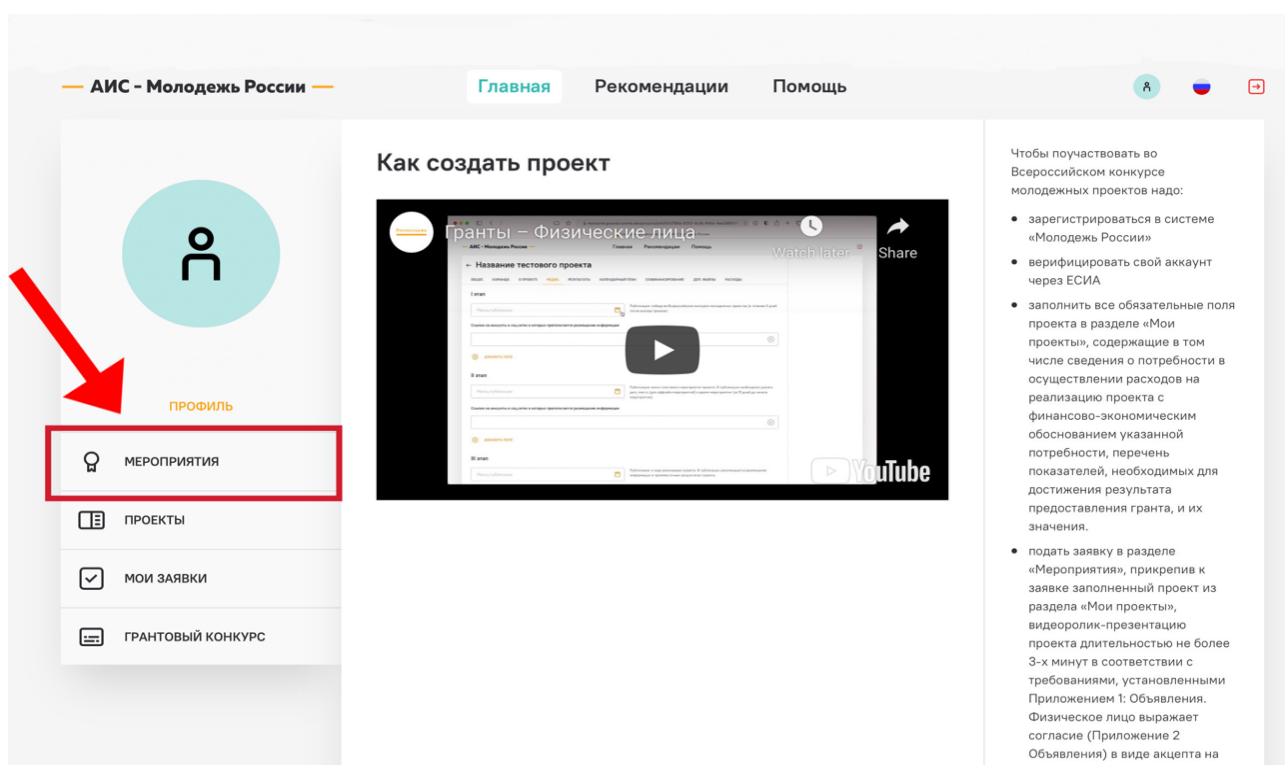 АИС - Молодежь России
Главная
Рекомендации
Помощь
ПРОФИЛЬ
МЕРОПРИЯТИЯ
ПРОЕКТЫ
МОИ ЗАЯВКИ
ГРАНТОВЫЙ КОНКУРС
Как создать проект
Гранты – Физические лица
Watch later
Share
АИС - Молодежь России
Главная Рекомендации Помощь
← Название тестового проекта
I этап
II этап
III этап
YouTube
Чтобы поучаствовать во
Всероссийском конкурсе
молодежных проектов надо:
зарегистрироваться в системе
«Молодежь России»
верифицировать свой аккаунт
через ЕСИА
заполнить все обязательные поля
проекта в разделе «Мои
проекты», содержащие в том
числе сведения о потребности в
осуществлении расходов на
реализацию проекта с
финансово-экономическим
обоснованием указанной
потребности, перечень
показателей, необходимых для
достижения результата
предоставления гранта, и их
значения.
подать заявку в разделе
«Мероприятия», прикрепив к
заявке заполненный проект из
раздела «Мои проекты»,
видеоролик-презентацию
проекта длительностью не более
3-х минут в соответствии с
требованиями, установленными
Приложением 1: Объявления.
Физическое лицо выражает
согласие (Приложение 2
Объявления) в виде акцепта на